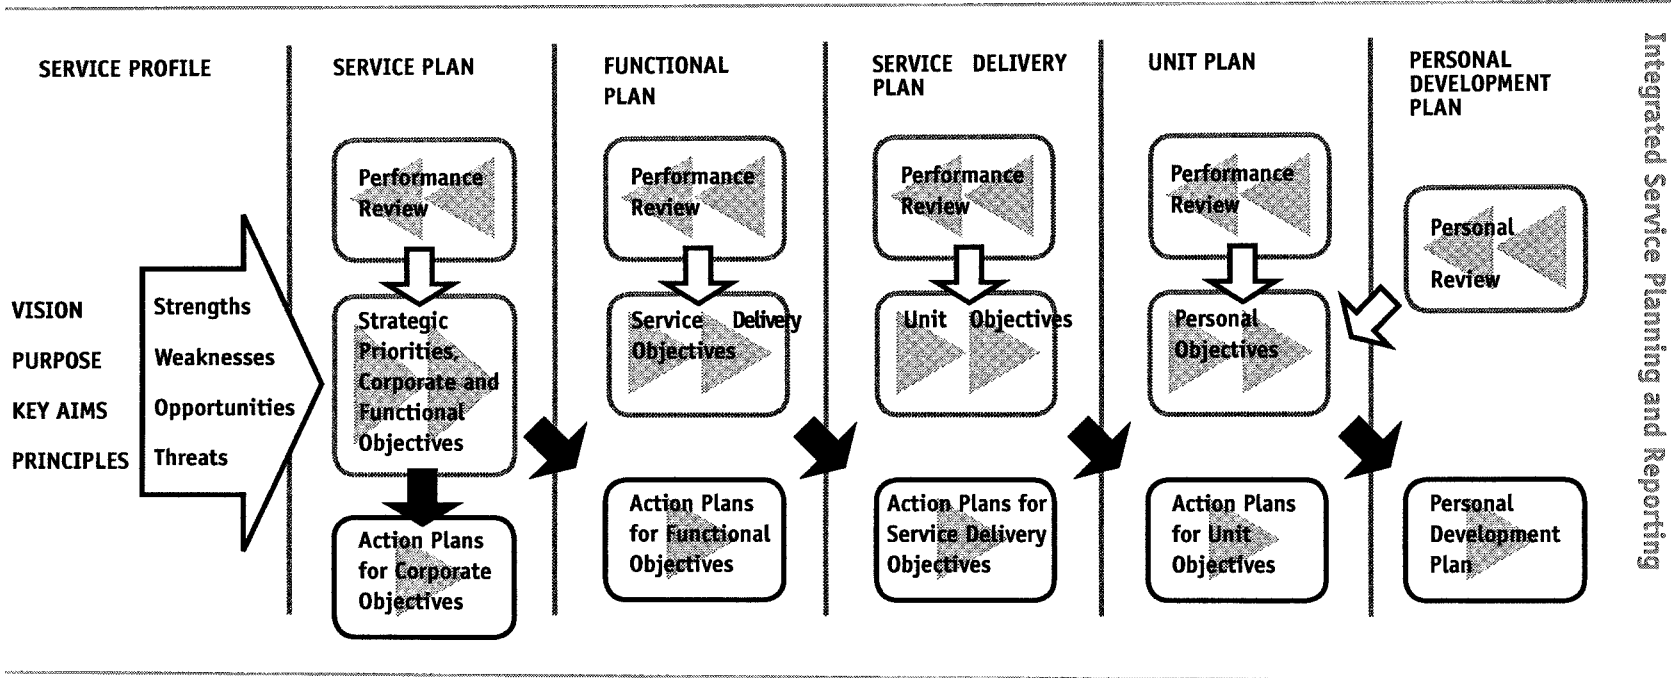 SERVICE PROFILE
VISION
PURPOSE
KEY AIMS
PRINCIPLES
Strengths
Weaknesses
Opportunities
Threats
SERVICE PLAN
Performance
Review
Strategic
Priorities,
Corporate and
Functional
Objectives
Action Plans
for Corporate
Objectives
FUNCTIONAL
PLAN
Performance
Review
Service Delivery
Objectives
Action Plans
for Functional
Objectives
SERVICE DELIVERY
PLAN
Performance
Review
Unit Objectives
Action Plans for
Service Delivery
Objectives
UNIT PLAN
Performance
Review
Personal
Objectives
Action Plans
for Unit
Objectives
PERSONAL
DEVELOPMENT
PLAN
Personal
Review
Personal
Development
Plan
Integrated Service Planning and Reporting